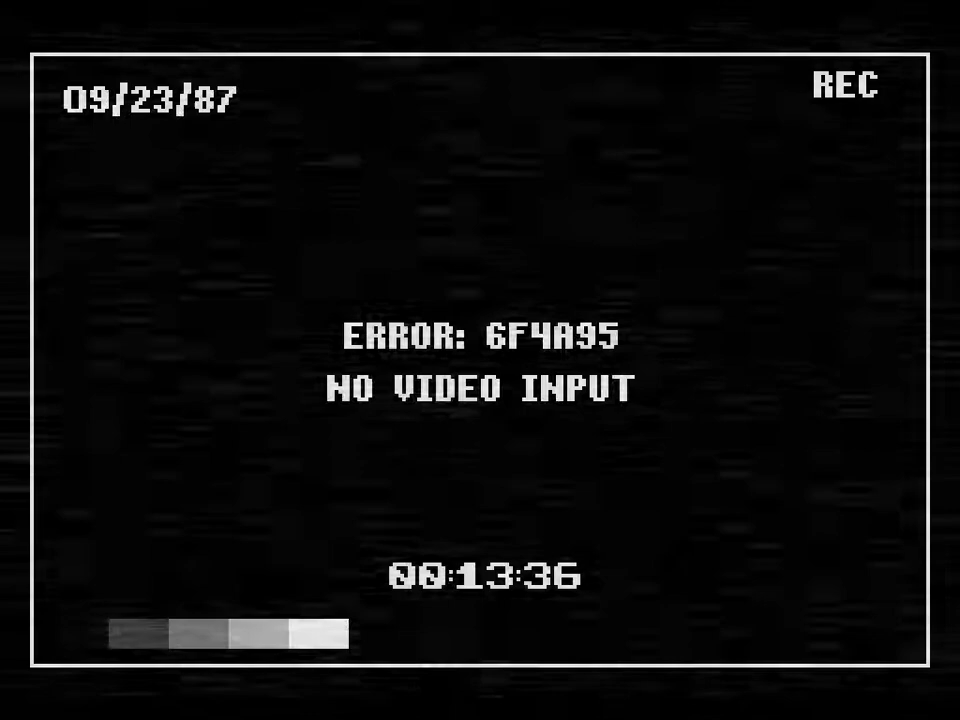 09/23/87
REC
ERROR: 6F4A95
NO VIDEO INPUT
00:13:36